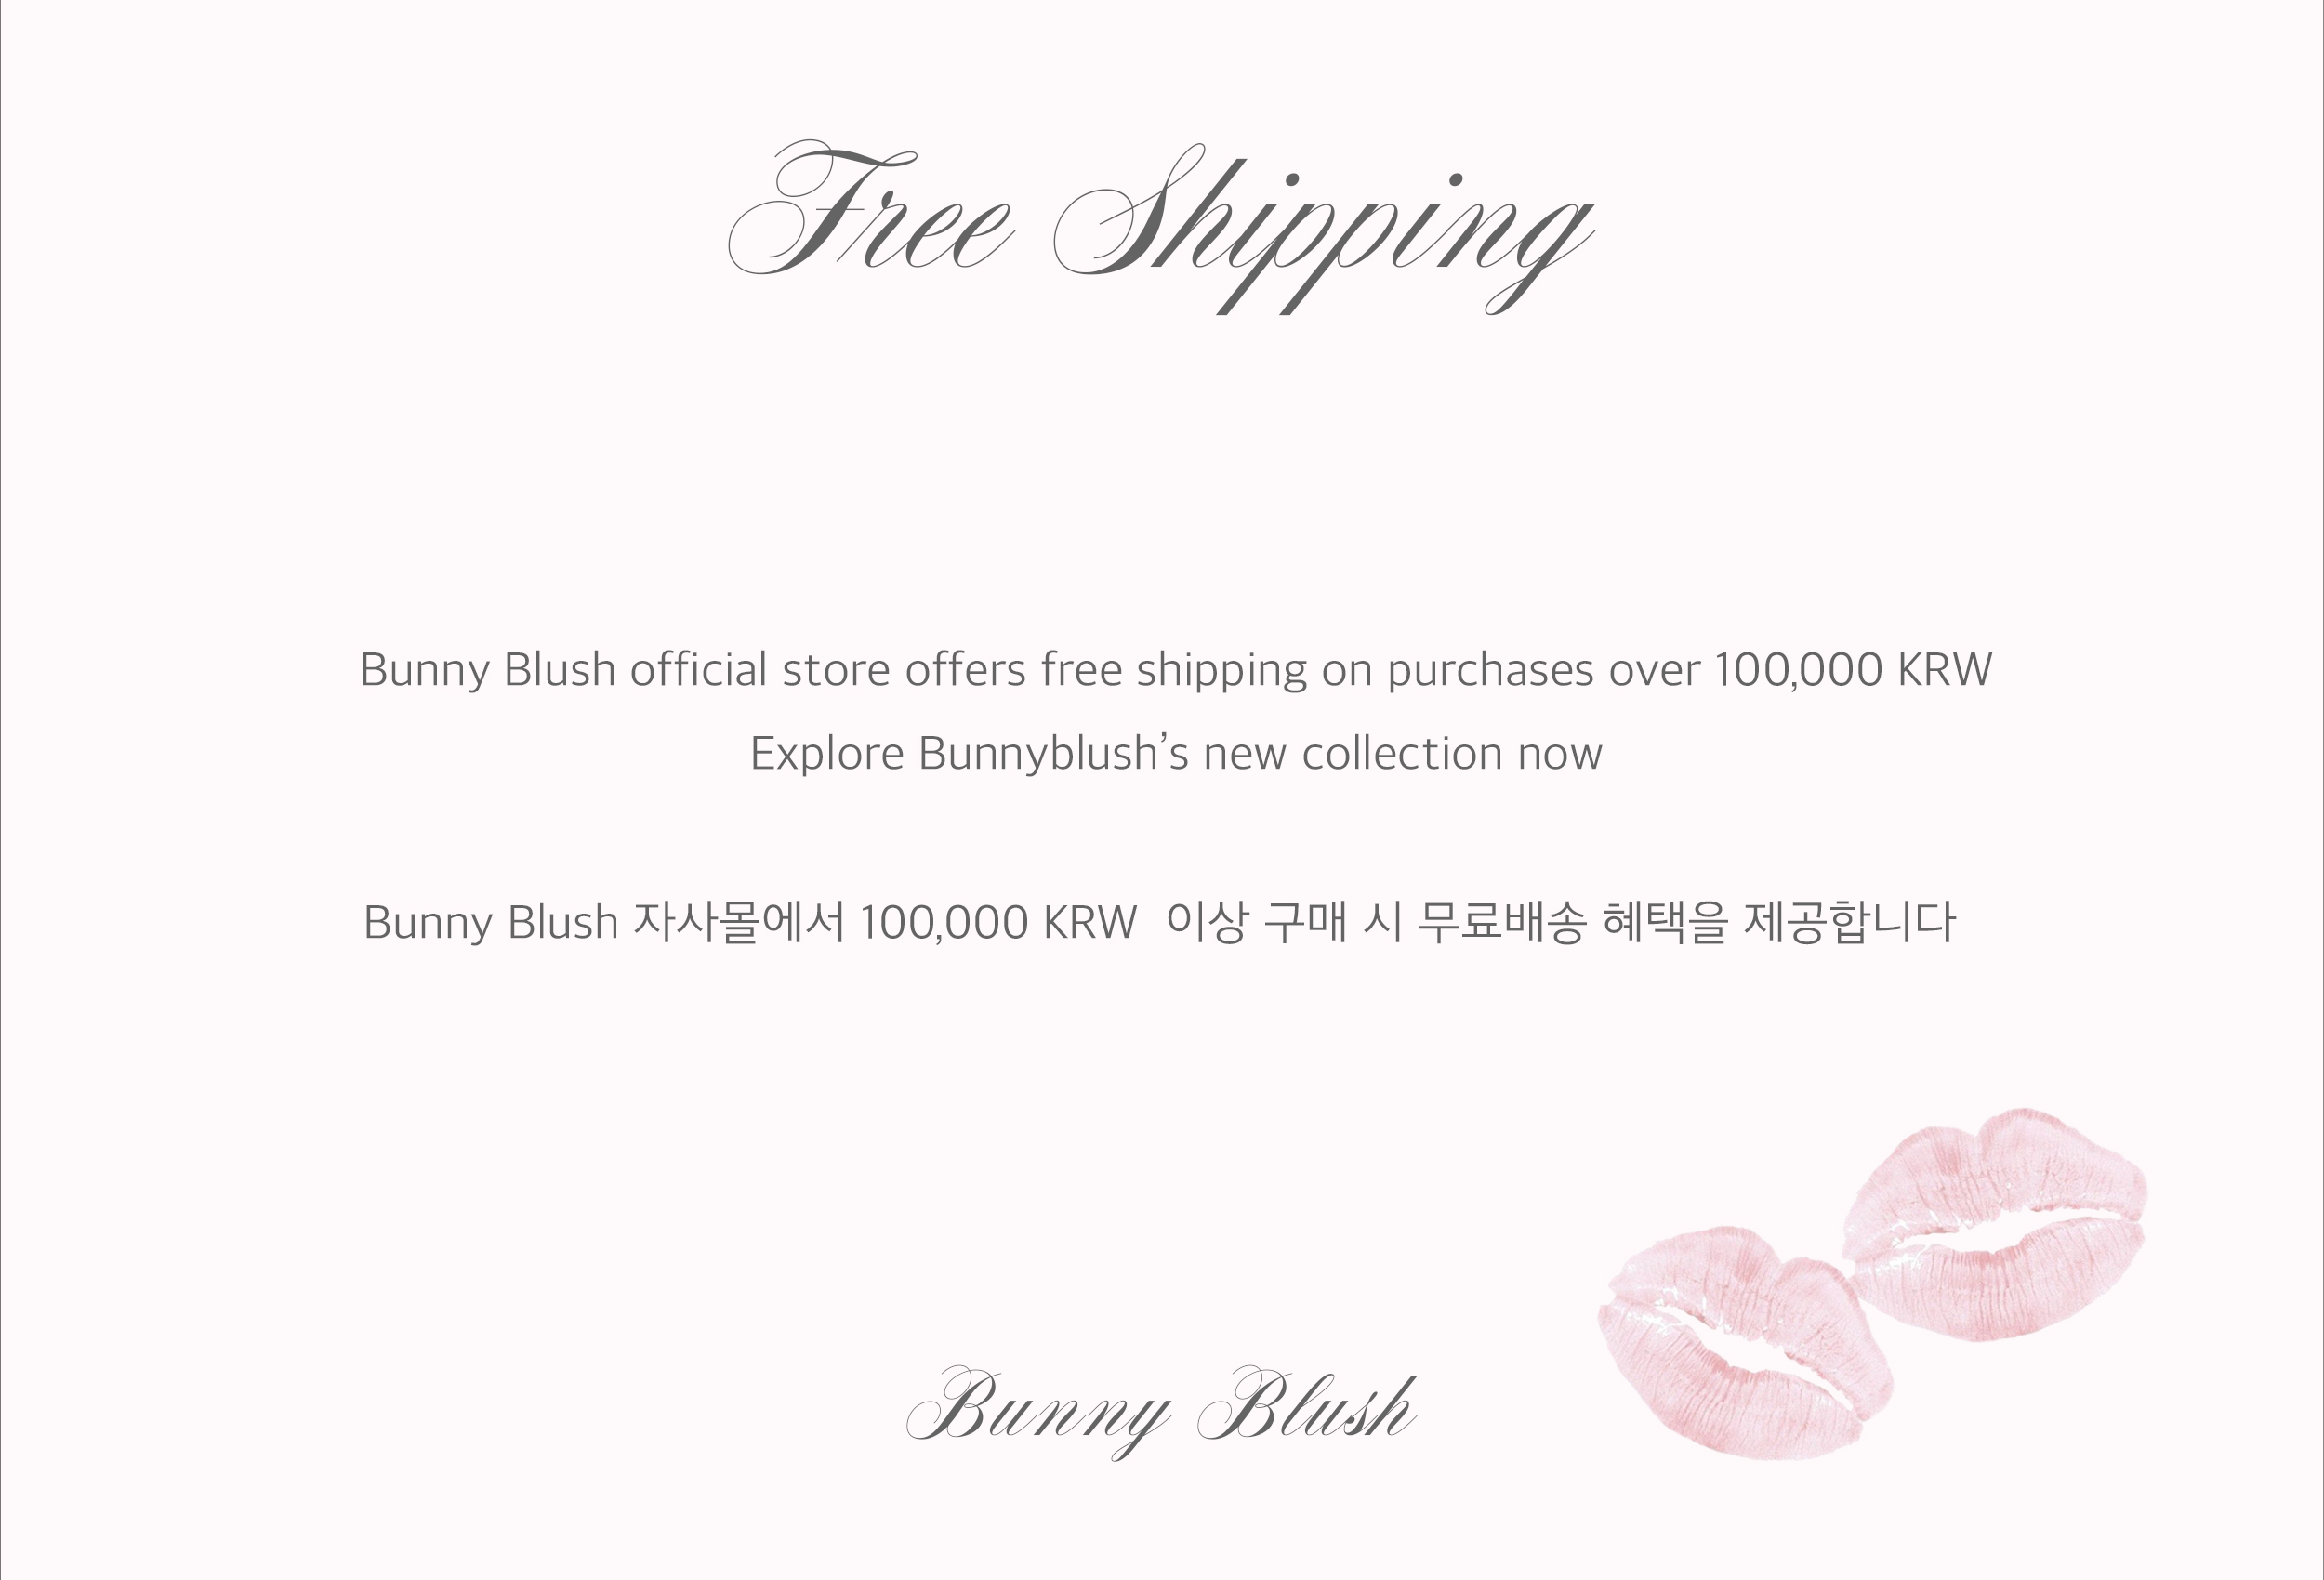 Free Shipping
Bunny Blush official store offers free shipping on purchases over 100,000 KRW
Explore Bunnyblush’s new collection now
Bunny Blush 자사몰에서 100,000 KRW  이상 구매 시 무료배송 혜택을 제공합니다
Bunny Blush